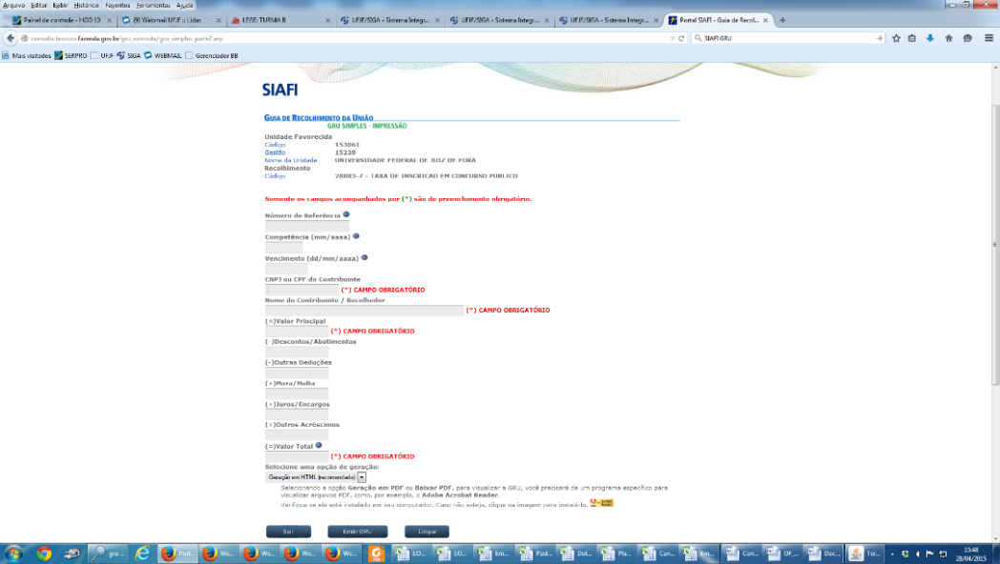 Arquivo Editar Exibir Histórico Favoritos Ferramentas Ajuda
Painel de controle - HOD 10 × (9) Webmail UFJF :: Lidas × LEGE: TURMA B × UFJF/SIGA - Sistema Integr... × UFJF/SIGA - Sistema Integr... × UFJF/SIGA - Sistema Integr... × Portal SIAFI - Guia de Recol... × +
consulta.tesouro.fazenda.gov.br/gru_novosite/gru_simples_parte2.asp SIAFI GRU
Mais visitados SERPRO UFJF SIGA WEBMAIL Gerenciador BB
SIAFI
GUIA DE RECOLHIMENTO DA UNIÃO
GRU SIMPLES - IMPRESSÃO
Unidade Favorecida
Código 153061
Gestão 15228
Nome da Unidade UNIVERSIDADE FEDERAL DE JUIZ DE FORA
Recolhimento
Código 28883-7 - TAXA DE INSCRICAO EM CONCURSO PUBLICO
Somente os campos acompanhados por (*) são de preenchimento obrigatório.
Número de Referência
Competência (mm/aaaa)
Vencimento (dd/mm/aaaa)
CNPJ ou CPF do Contribuinte
(*) CAMPO OBRIGATÓRIO
Nome do Contribuinte / Recolhedor
(*) CAMPO OBRIGATÓRIO
(=)Valor Principal
(*) CAMPO OBRIGATÓRIO
(-)Descontos/Abatimentos
(-)Outras Deduções
(+)Mora/Multa
(+)Juros/Encargos
(+)Outros Acréscimos
(=)Valor Total
(*) CAMPO OBRIGATÓRIO
Selecione uma opção de geração:
Geração em HTML (recomendada)
Selecionando a opção Geração em PDF ou Baixar PDF, para visualizar a GRU, você precisará de um programa específico para
visualizar arquivos PDF, como, por exemplo, o Adobe Acrobat Reader.
Verifique se ele está instalado em seu computador. Caso não esteja, clique na imagem para instalá-lo.
Sair Emitir GRU Limpar
gru... Port... We... We... We... We... LO... LO... Em... Past... Det... Pla... Can... Em... Con... OF_... Doc... Ter... 15:48
28/04/2015